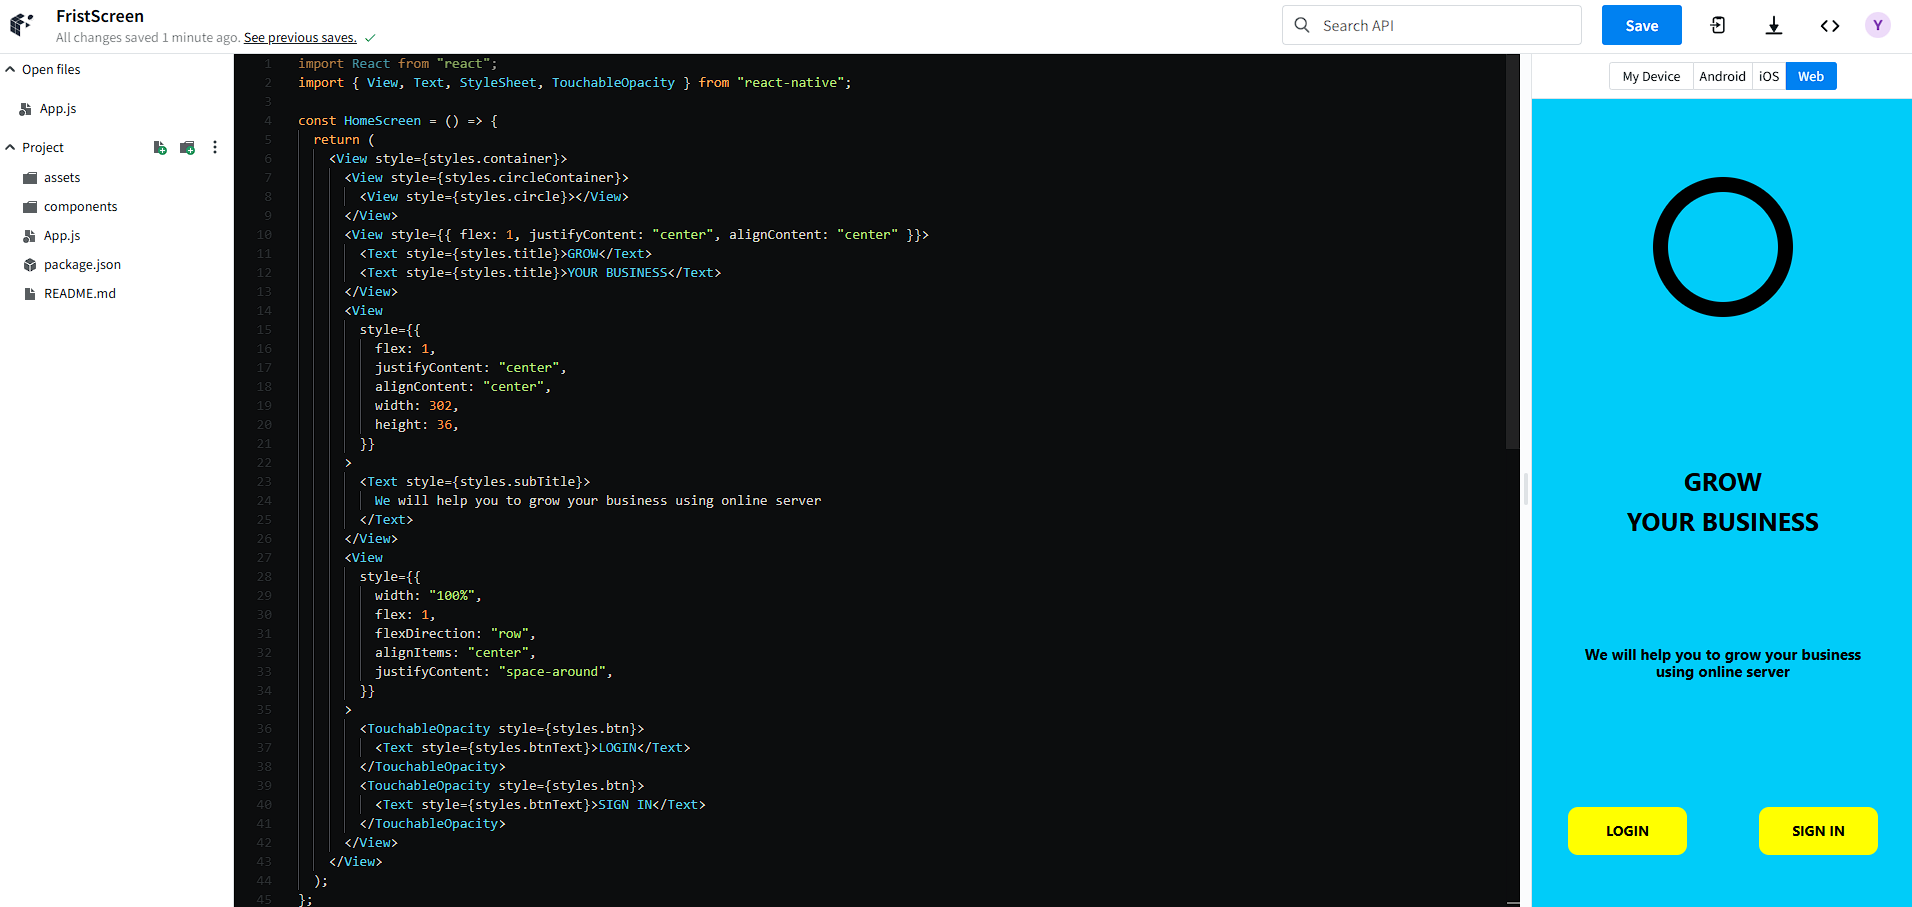 FristScreen
All changes saved 1 minute ago. See previous saves.
Search API
Save
Y
Open files
App.js
Project
assets
components
App.js
package.json
README.md
1 import React from "react";
2 import { View, Text, StyleSheet, TouchableOpacity } from "react-native";
3
4 const HomeScreen = () => {
5 return (
6 <View style={styles.container}>
7 <View style={styles.circleContainer}>
8 <View style={styles.circle}></View>
9 </View>
10 <View style={{ flex: 1, justifyContent: "center", alignContent: "center" }}>
11 <Text style={styles.title}>GROW</Text>
12 <Text style={styles.title}>YOUR BUSINESS</Text>
13 </View>
14 <View
15 style={{
16 flex: 1,
17 justifyContent: "center",
18 alignContent: "center",
19 width: 302,
20 height: 36,
21 }}
22 >
23 <Text style={styles.subTitle}>
24 We will help you to grow your business using online server
25 </Text>
26 </View>
27 <View
28 style={{
29 width: "100%",
30 flex: 1,
31 flexDirection: "row",
32 alignItems: "center",
33 justifyContent: "space-around",
34 }}
35 >
36 <TouchableOpacity style={styles.btn}>
37 <Text style={styles.btnText}>LOGIN</Text>
38 </TouchableOpacity>
39 <TouchableOpacity style={styles.btn}>
40 <Text style={styles.btnText}>SIGN IN</Text>
41 </TouchableOpacity>
42 </View>
43 </View>
44 );
45 };
My Device Android iOS Web
GROW
YOUR BUSINESS
We will help you to grow your business
using online server
LOGIN SIGN IN